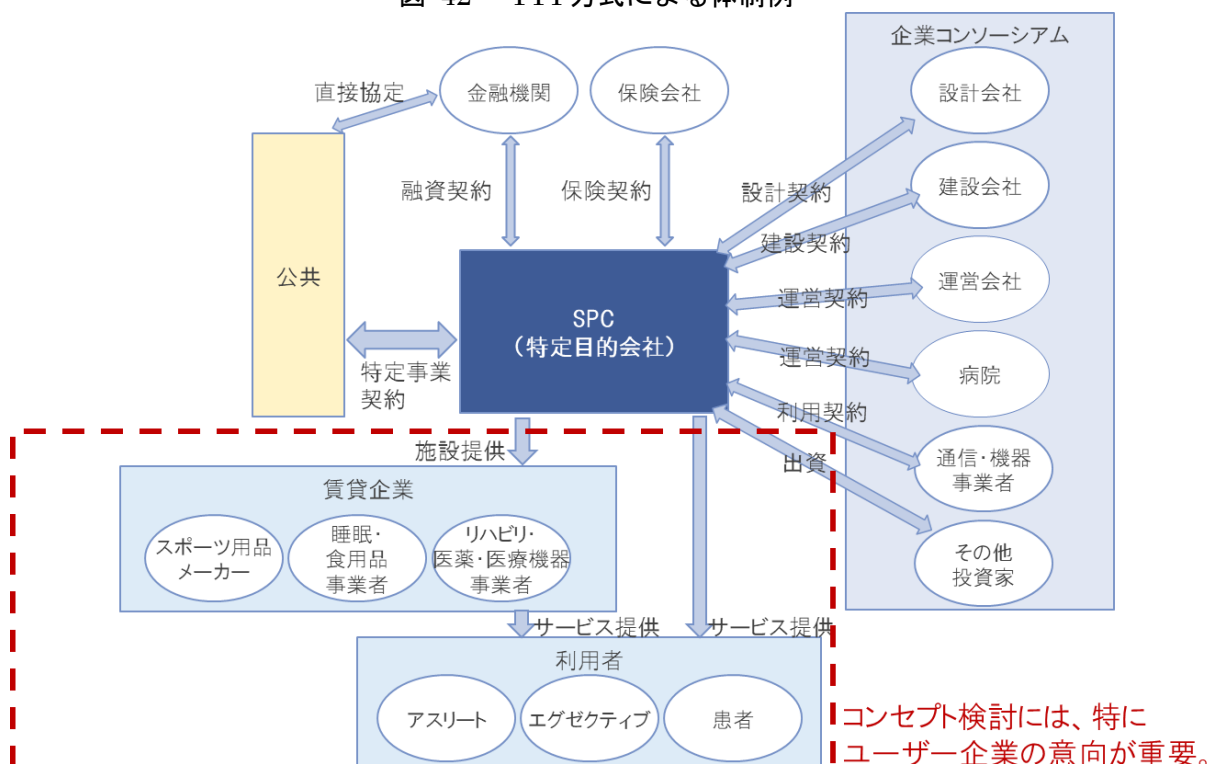 企業コンソーシアム
直接協定
金融機関
保険会社
設計会社
融資契約
保険契約
設計契約
建設会社
建設契約
公共
運営会社
運営契約
SPC
（特定目的会社）
特定事業
契約
運営契約
病院
利用契約
施設提供
出資
通信・機器
事業者
賃貸企業
スポーツ用品
メーカー
睡眠・
食用品
事業者
リハビリ・
医薬・医療機器
事業者
その他
投資家
サービス提供
サービス提供
利用者
アスリート
エグゼクティブ
患者
コンセプト検討には、特に
ユーザー企業の意向が重要。